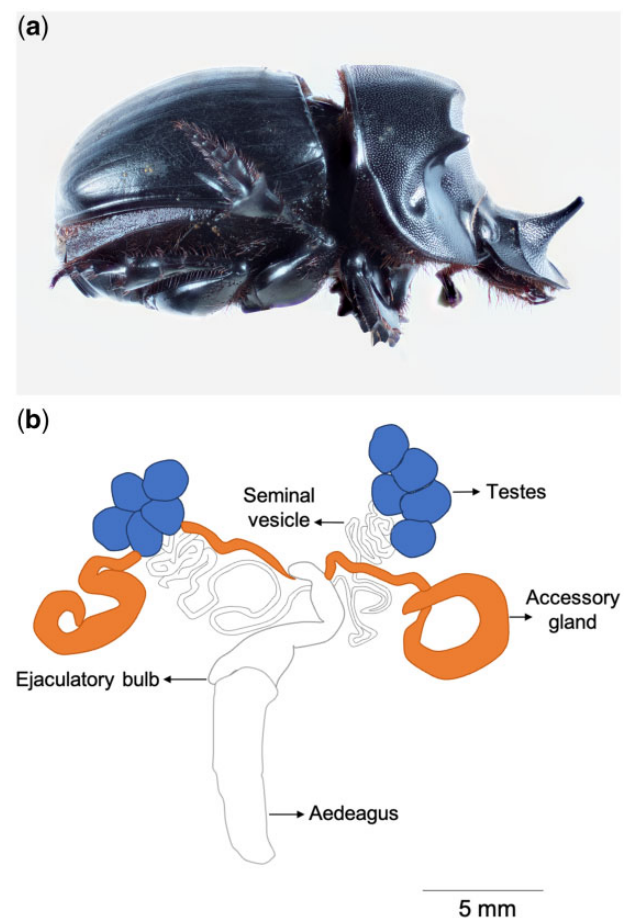 (a)
(b)
Seminal
vesicle
Testes
Accessory
gland
Ejaculatory bulb
Aedeagus
5 mm